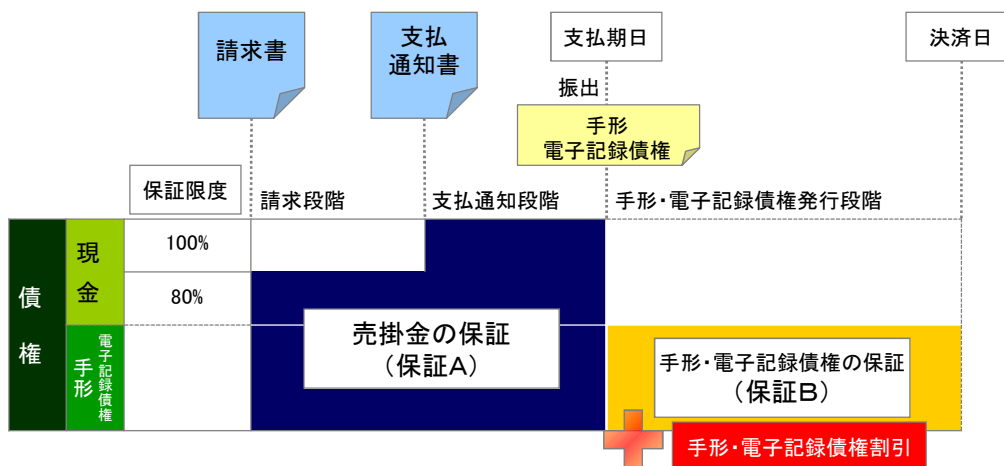 請求書
支払
通知書
支払期日
決済日
振出
手形
電子記録債権
保証限度
請求段階
支払通知段階
手形・電子記録債権発行段階
債権
現金
100%
80%
手形
電子記録債権
売掛金の保証
（保証A）
手形・電子記録債権の保証
（保証B）
手形・電子記録債権割引